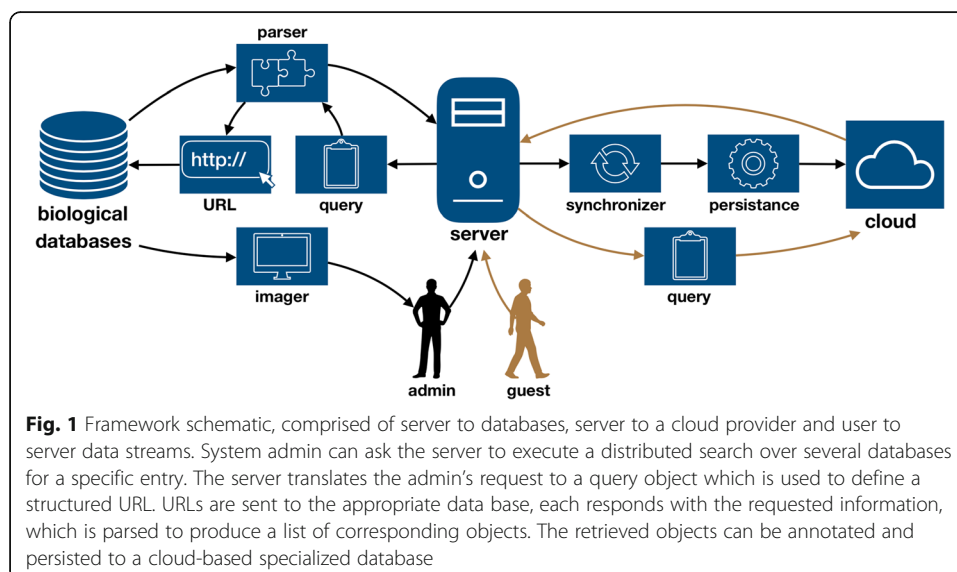 parser
http://
URL
query
biological
databases
imager
server
synchronizer
persistance
cloud
query
admin
guest
Fig. 1 Framework schematic, comprised of server to databases, server to a cloud provider and user to
server data streams. System admin can ask the server to execute a distributed search over several databases
for a specific entry. The server translates the admin's request to a query object which is used to define a
structured URL. URLs are sent to the appropriate data base, each responds with the requested information,
which is parsed to produce a list of corresponding objects. The retrieved objects can be annotated and
persisted to a cloud-based specialized database